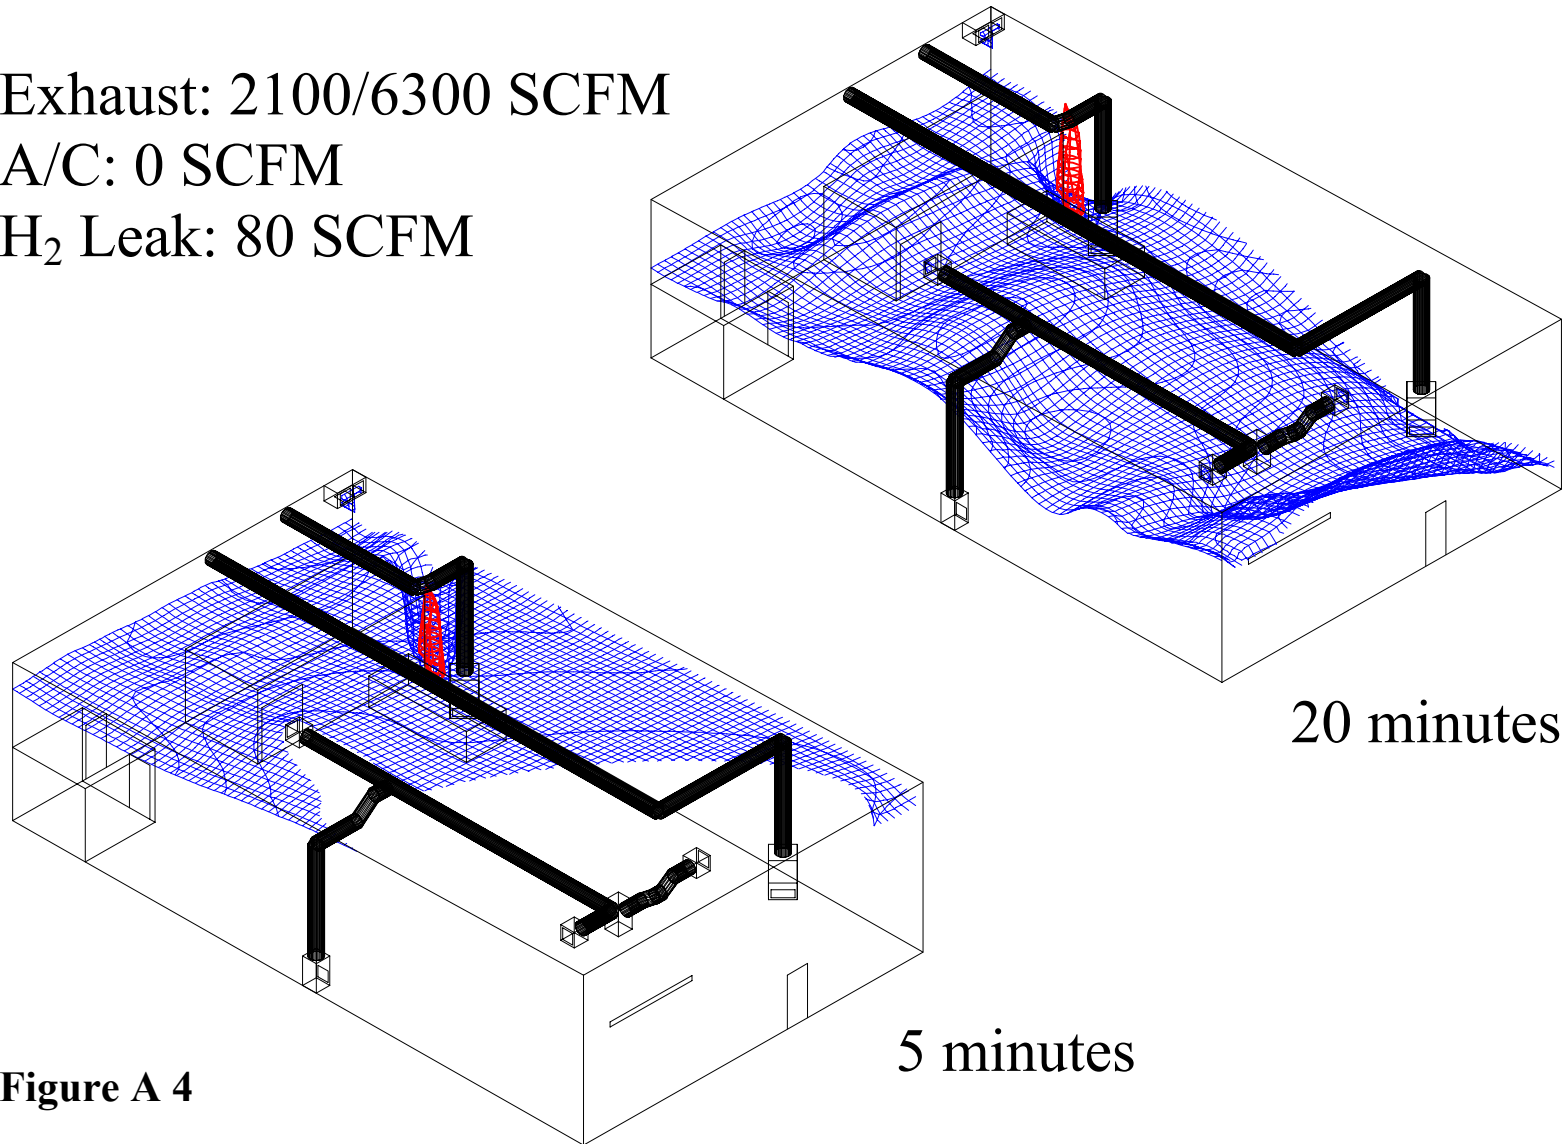 Exhaust: 2100/6300 SCFM
A/C: 0 SCFM
H₂ Leak: 80 SCFM
20 minutes
5 minutes
Figure A 4